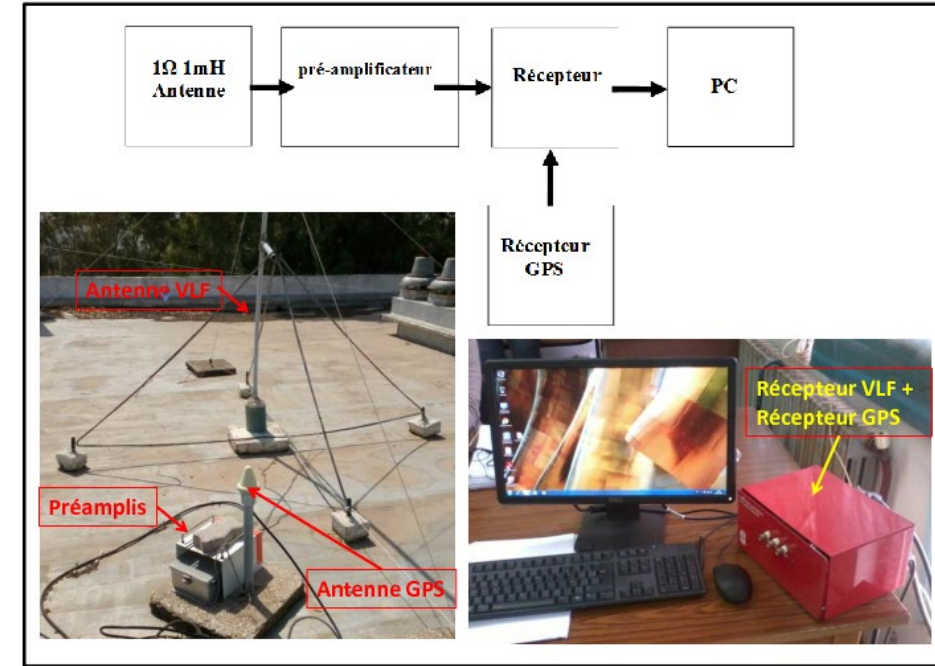 1Ω 1mH
Antenne
pré-amplificateur
Récepteur
PC
Récepteur
GPS
Antenne VLF
Préamplis
Antenne GPS
Récepteur VLF +
Récepteur GPS